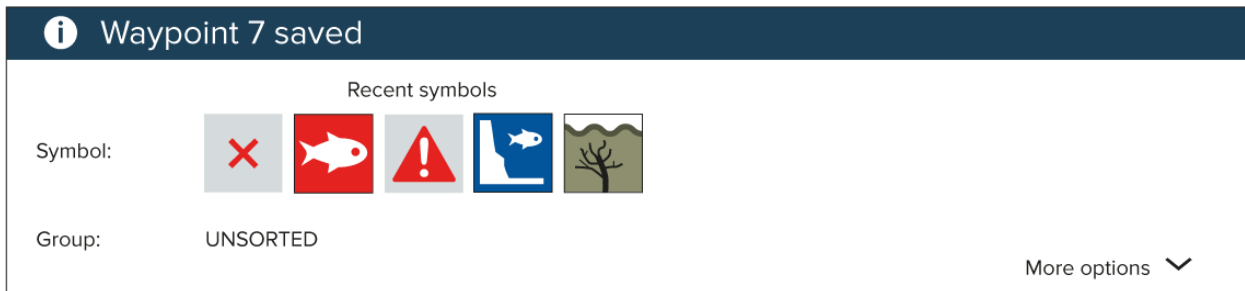 Waypoint 7 saved
Recent symbols
Symbol:
Group: UNSORTED
More options